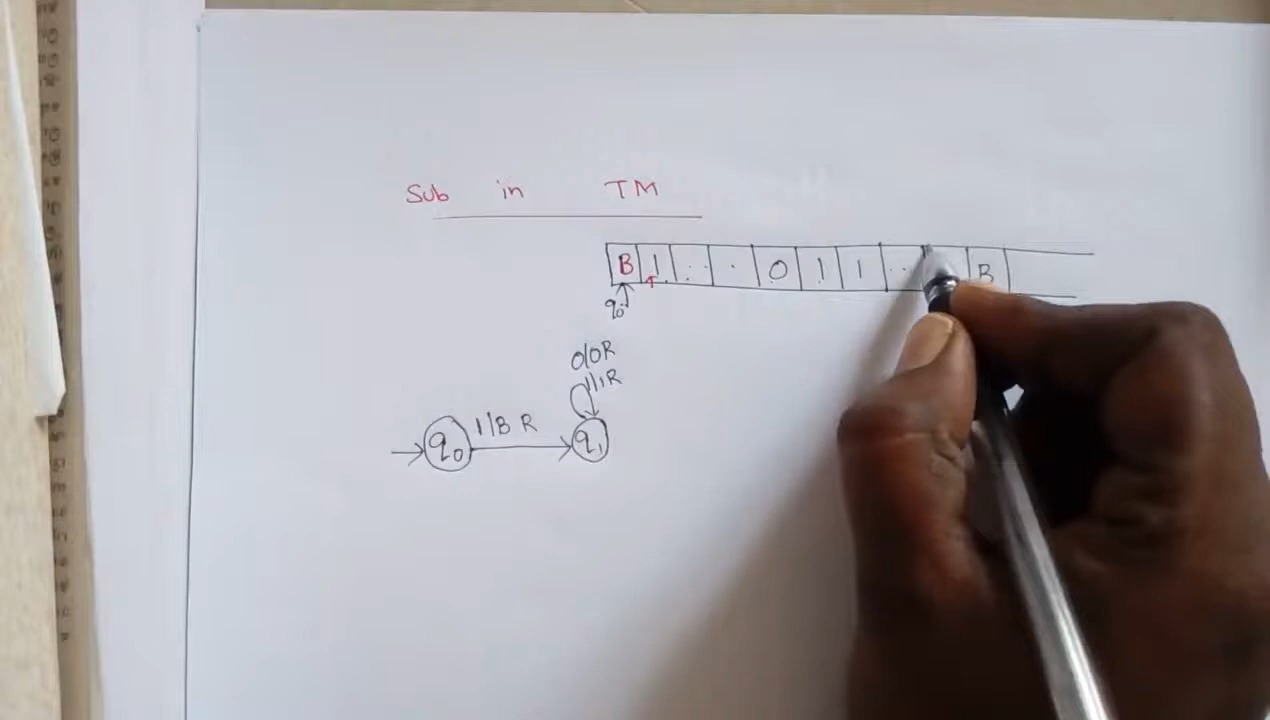 Sub in TM
B 1 . . . 0 1 1 . . B
q0
0/0R
1/1R
q0 1/B R q1